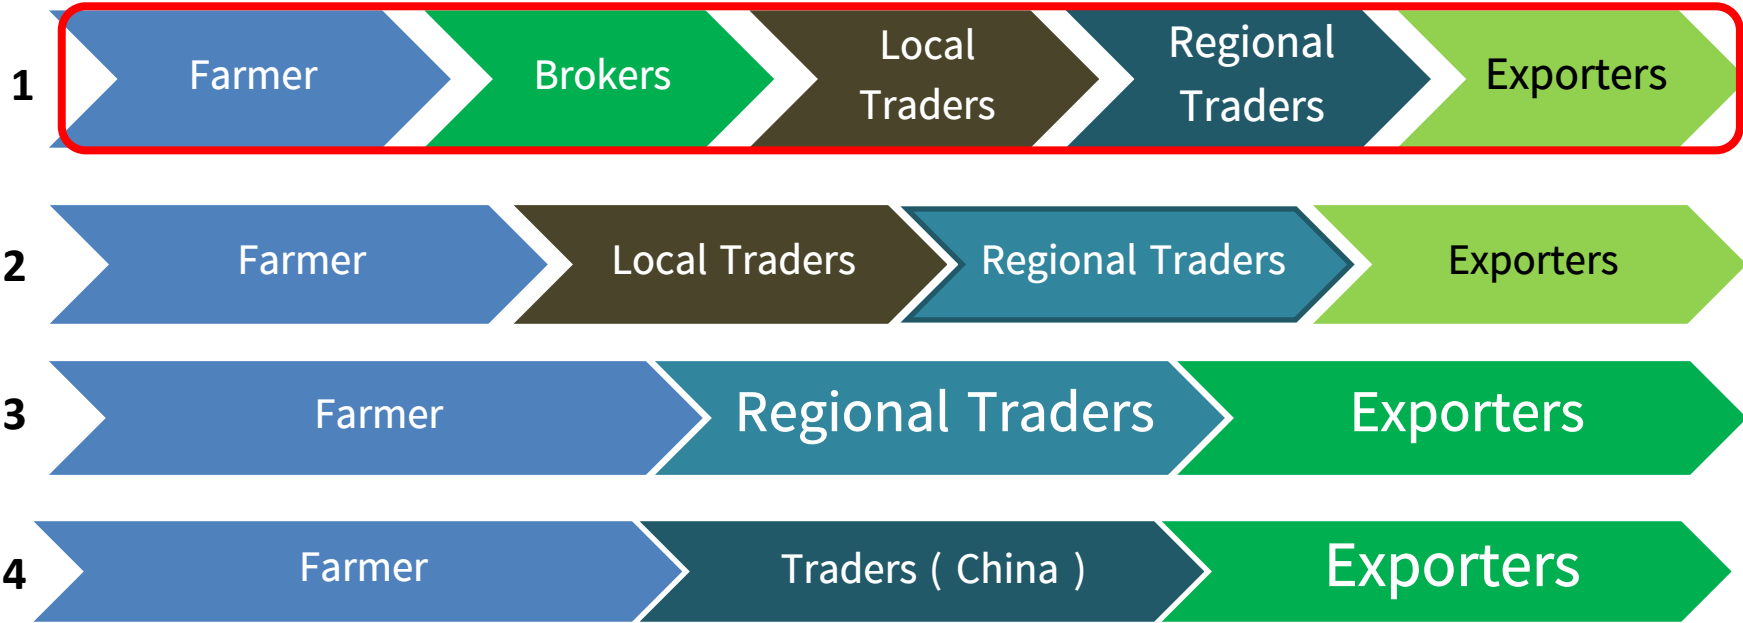 1 Farmer Brokers Local Traders Regional Traders Exporters
2 Farmer Local Traders Regional Traders Exporters
3 Farmer Regional Traders Exporters
4 Farmer Traders ( China ) Exporters